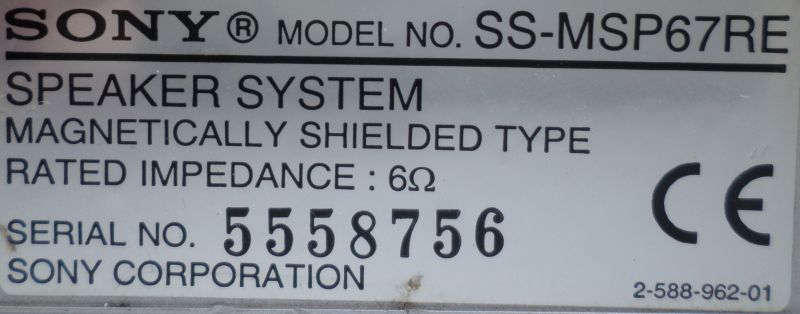 SONY® MODEL NO. SS-MSP67RE
SPEAKER SYSTEM
MAGNETICALLY SHIELDED TYPE
RATED IMPEDANCE : 6Ω
SERIAL NO. 5558756
SONY CORPORATION
CE
2-588-962-01